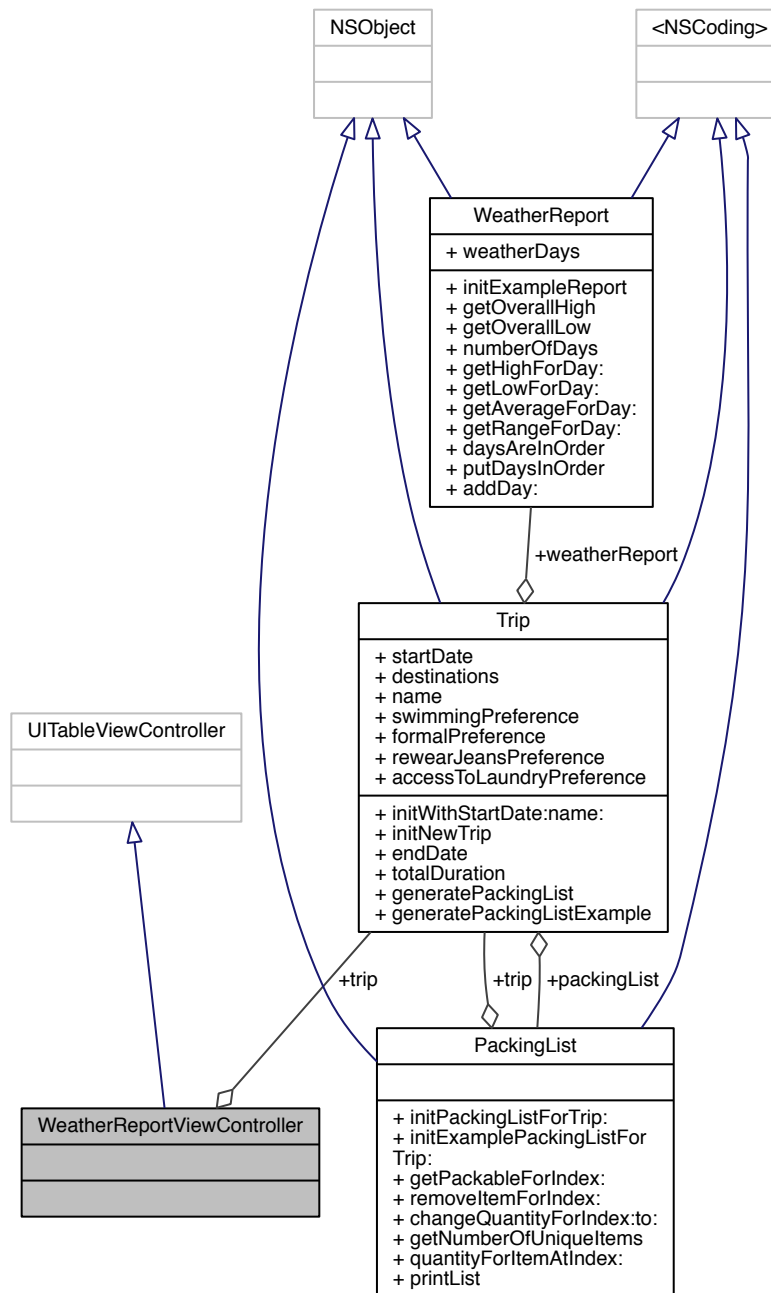 NSObject
<NSCoding>
WeatherReport
+ weatherDays
+ initExampleReport
+ getOverallHigh
+ getOverallLow
+ numberOfDays
+ getHighForDay:
+ getLowForDay:
+ getAverageForDay:
+ getRangeForDay:
+ daysAreInOrder
+ putDaysInOrder
+ addDay:
+weatherReport
Trip
+ startDate
+ destinations
+ name
+ swimmingPreference
+ formalPreference
+ rewearJeansPreference
+ accessToLaundryPreference
+ initWithStartDate:name:
+ initNewTrip
+ endDate
+ totalDuration
+ generatePackingList
+ generatePackingListExample
UITableViewController
+trip
+trip
+packingList
WeatherReportViewController
PackingList
+ initPackingListForTrip:
+ initExamplePackingListFor
Trip:
+ getPackableForIndex:
+ removeItemForIndex:
+ changeQuantityForIndex:to:
+ getNumberOfUniqueItems
+ quantityForItemAtIndex:
+ printList